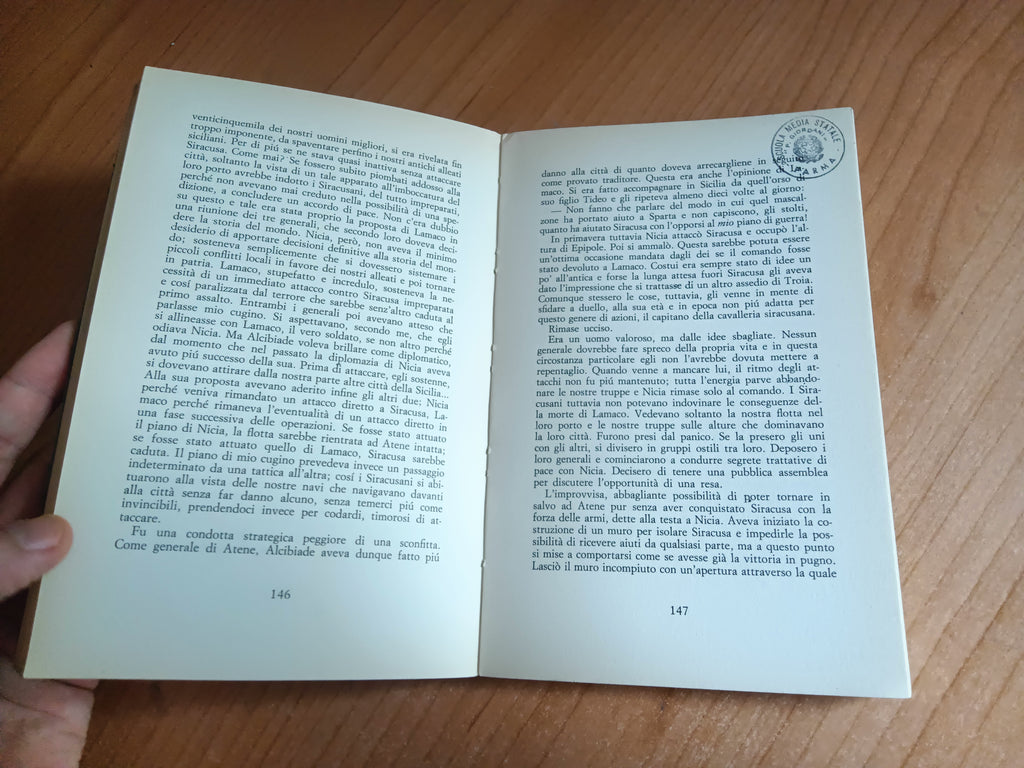 venticinquemila dei nostri uomini migliori, si era rivelata fin
troppo imponente, da spaventare perfino i nostri antichi alleati
siciliani. Per di piú se ne stava quasi inattiva senza attaccare
Siracusa. Come mai? Se fossero subito piombati addosso alla
città, soltanto la vista di un tale apparato all'imboccatura del
loro porto avrebbe indotto i Siracusani, del tutto impreparati,
perché non avevano mai creduto nella possibilità di una spe-
dizione, a concludere un accordo di pace. Non c'era dubbio
su questo e tale era stata proprio la proposta di Lamaco in
una riunione dei tre generali, che secondo loro doveva deci-
dere la storia del mondo. Nicia, però, non aveva il minimo
desiderio di apportare decisioni definitive alla storia del mon-
do; sosteneva semplicemente che si dovessero sistemare i
piccoli conflitti locali in favore dei nostri alleati e poi tornare
in patria. Lamaco, stupefatto e incredulo, sosteneva la ne-
cessità di un immediato attacco contro Siracusa impreparata
e cosí paralizzata dal terrore che sarebbe senz'altro caduta al
primo assalto. Entrambi i generali poi avevano atteso che
parlasse mio cugino. Si aspettavano, secondo me, che egli
si allineasse con Lamaco, il vero soldato, se non altro perché
odiava Nicia. Ma Alcibiade voleva brillare come diplomatico,
dal momento che nel passato la diplomazia di Nicia aveva
avuto piú successo della sua. Prima di attaccare, egli sostenne,
si dovevano attirare dalla nostra parte altre città della Sicilia...
Alla sua proposta avevano aderito infine gli altri due: Nicia
perché veniva rimandato un attacco diretto a Siracusa, La-
maco perché rimaneva l'eventualità di un attacco diretto in
una fase successiva delle operazioni. Se fosse stato attuato
il piano di Nicia, la flotta sarebbe rientrata ad Atene intatta;
se fosse stato attuato quello di Lamaco, Siracusa sarebbe
caduta. Il piano di mio cugino prevedeva invece un passaggio
indeterminato da una tattica all'altra; cosí i Siracusani si abi-
tuarono alla vista delle nostre navi che navigavano davanti
alla città senza far danno alcuno, senza temerci piú come
invincibili, prendendoci invece per codardi, timorosi di at-
taccare.
Fu una condotta strategica peggiore di una sconfitta.
Come generale di Atene, Alcibiade aveva dunque fatto piú
146
SCUOLA MEDIA STATALE
P. GIORDANI
PARMA
danno alla città di quanto doveva arrecargliene in seguito
come provato traditore. Questa era anche l'opinione di La-
maco. Si era fatto accompagnare in Sicilia da quell'orso di
suo figlio Tideo e gli ripeteva almeno dieci volte al giorno:
— Non fanno che parlare del modo in cui quel mascal-
zone ha portato aiuto a Sparta e non capiscono, gli stolti,
quanto ha aiutato Siracusa con l'opporsi al mio piano di guerra!
In primavera tuttavia Nicia attaccò Siracusa e occupò l'al-
tura di Epipole. Poi si ammalò. Questa sarebbe potuta essere
un'ottima occasione mandata dagli dei se il comando fosse
stato devoluto a Lamaco. Costui era sempre stato di idee un
po' all'antica e forse la lunga attesa fuori Siracusa gli aveva
dato l'impressione che si trattasse di un altro assedio di Troia.
Comunque stessero le cose, tuttavia, gli venne in mente di
sfidare a duello, alla sua età e in epoca non piú adatta per
questo genere di azioni, il capitano della cavalleria siracusana.
Rimase ucciso.
Era un uomo valoroso, ma dalle idee sbagliate. Nessun
generale dovrebbe fare spreco della propria vita e in questa
circostanza particolare egli non l'avrebbe dovuta mettere a
repentaglio. Quando venne a mancare lui, il ritmo degli at-
tacchi non fu piú mantenuto; tutta l'energia parve abbando-
nare le nostre truppe e Nicia rimase solo al comando. I Sira-
cusani tuttavia non potevano indovinare le conseguenze del-
la morte di Lamaco. Vedevano soltanto la nostra flotta nel
loro porto e le nostre truppe sulle alture che dominavano
la loro città. Furono presi dal panico. Se la presero gli uni
con gli altri, si divisero in gruppi ostili tra loro. Deposero i
loro generali e cominciarono a condurre segrete trattative di
pace con Nicia. Decisero di tenere una pubblica assemblea
per discutere l'opportunità di una resa.
L'improvvisa, abbagliante possibilità di poter tornare in
salvo ad Atene pur senza aver conquistato Siracusa con la
forza delle armi, dette alla testa a Nicia. Aveva iniziato la co-
struzione di un muro per isolare Siracusa e impedirle la pos-
sibilità di ricevere aiuti da qualsiasi parte, ma a questo punto
si mise a comportarsi come se avesse già la vittoria in pugno.
Lasciò il muro incompiuto con un'apertura attraverso la quale
147